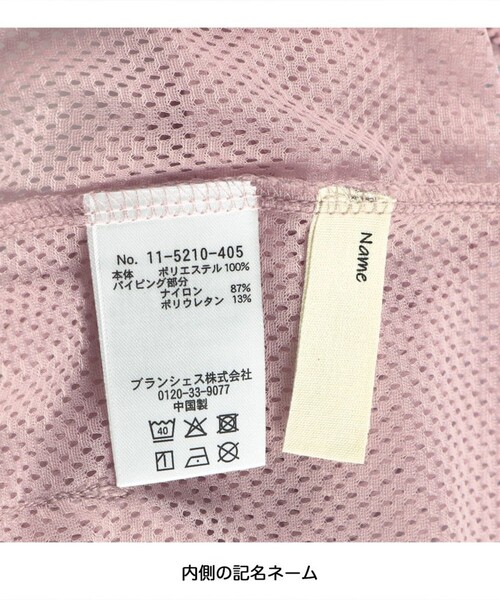 No. 11-5210-405
本体 ポリエステル 100%
パイピング部分
ナイロン 87%
ポリウレタン 13%
ブランシェス株式会社
0120-33-9077
中国製
40
Name
内側の記名ネーム